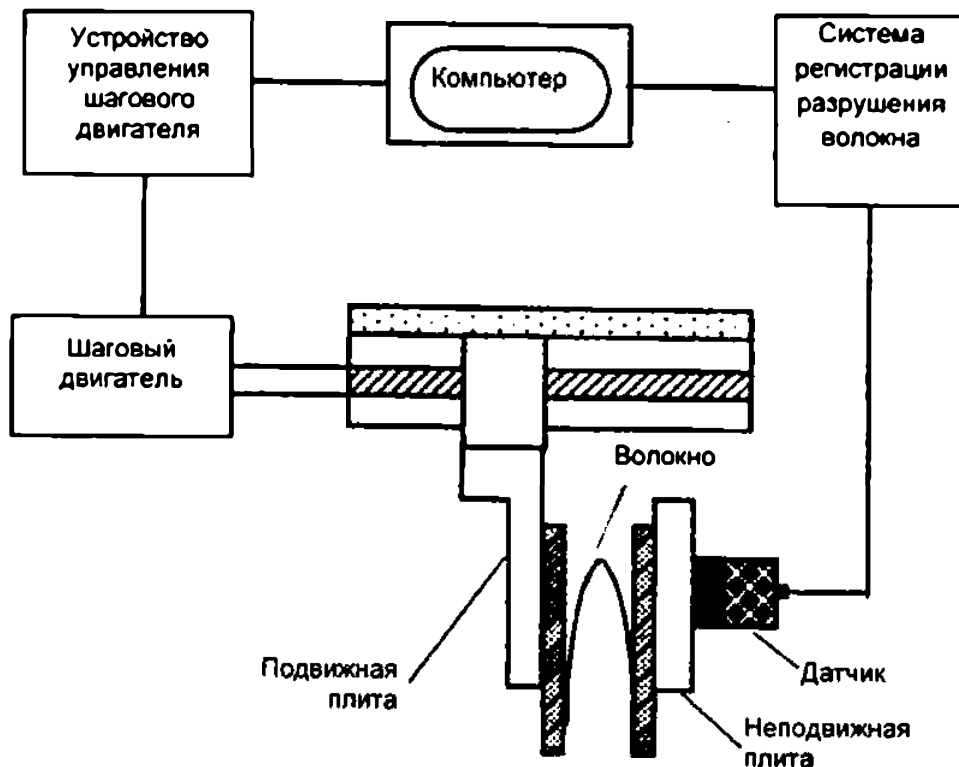 Устройство
управления
шагового
двигателя
Компьютер
Система
регистрации
разрушения
волокна
Шаговый
двигатель
Волокно
Подвижная
плита
Датчик
Неподвижная
плита